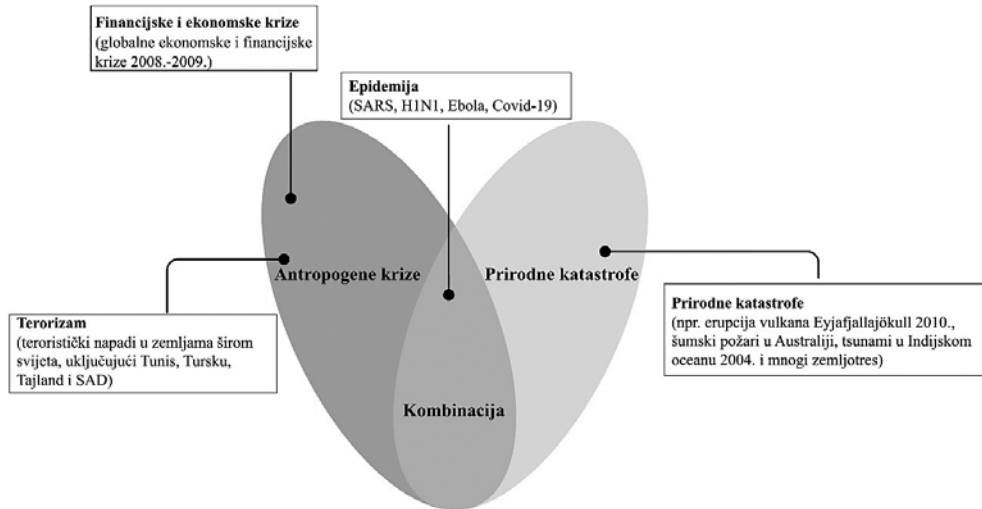 Financijske i ekonomske krize
(globalne ekonomske i financijske
krize 2008.-2009.)
Epidemija
(SARS, H1N1, Ebola, Covid-19)
Antropogene krize
Prirodne katastrofe
Terorizam
(teroristički napadi u zemljama širom
svijeta, uključujući Tunis, Tursku,
Tajland i SAD)
Prirodne katastrofe
(npr. erupcija vulkana Eyjafjallajökull 2010.,
šumski požari u Australiji, tsunami u Indijskom
oceanu 2004. i mnogi zemljotres)
Kombinacija